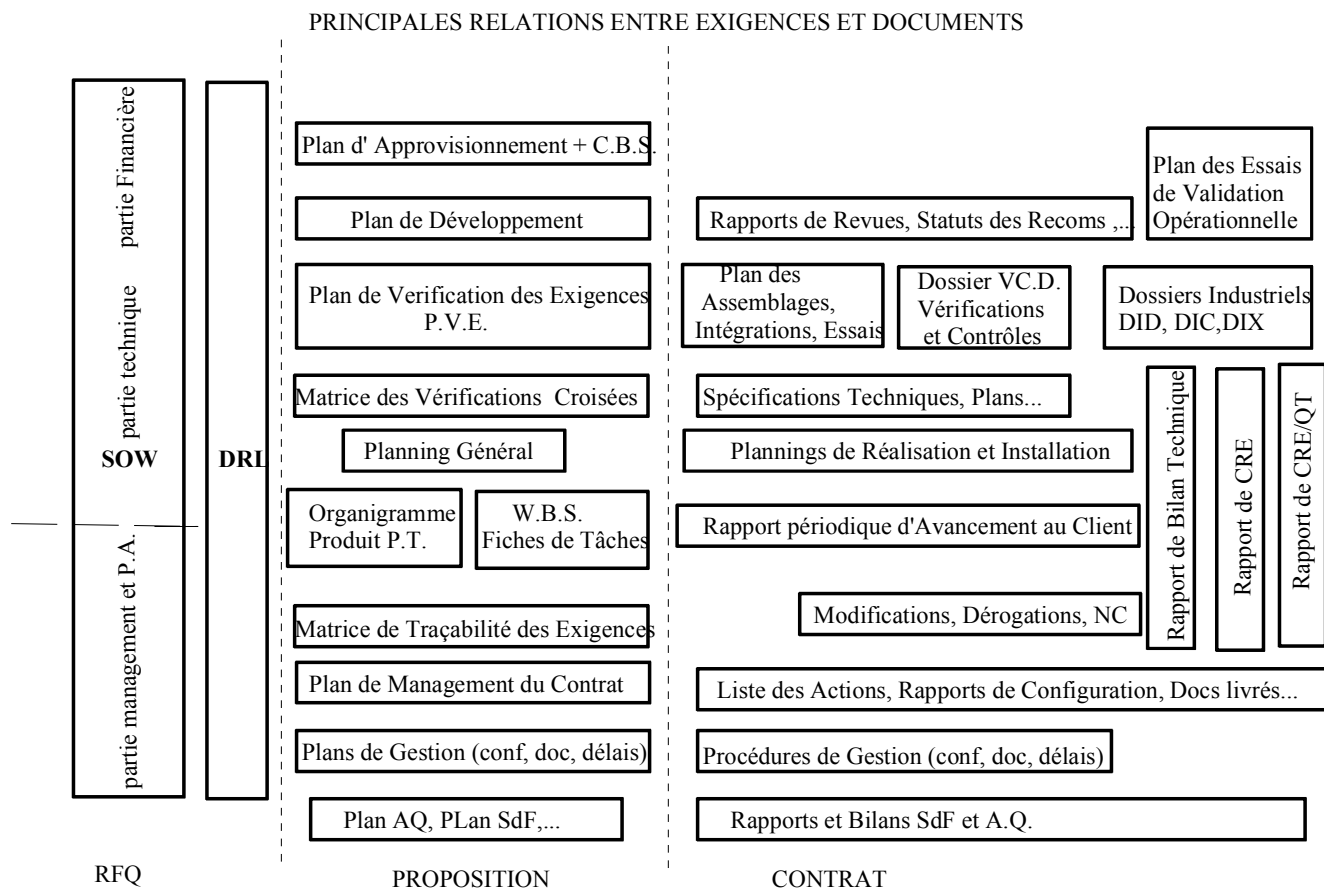 PRINCIPALES RELATIONS ENTRE EXIGENCES ET DOCUMENTS
partie Financière
partie technique
SOW
partie management et P.A.
DRL
Plan d' Approvisionnement + C.B.S.
Plan de Développement
Plan de Verification des Exigences
P.V.E.
Matrice des Vérifications Croisées
Planning Général
Organigramme
Produit P.T.
W.B.S.
Fiches de Tâches
Matrice de Traçabilité des Exigences
Plan de Management du Contrat
Plans de Gestion (conf, doc, délais)
Plan AQ, PLan SdF,...
Plan des Essais
de Validation
Opérationnelle
Rapports de Revues, Statuts des Recoms ,...
Plan des
Assemblages,
Intégrations, Essais
Dossier VC.D.
Vérifications
et Contrôles
Dossiers Industriels
DID, DIC,DIX
Spécifications Techniques, Plans...
Plannings de Réalisation et Installation
Rapport périodique d'Avancement au Client
Modifications, Dérogations, NC
Rapport de Bilan Technique
Rapport de CRE
Rapport de CRE/QT
Liste des Actions, Rapports de Configuration, Docs livrés...
Procédures de Gestion (conf, doc, délais)
Rapports et Bilans SdF et A.Q.
RFQ
PROPOSITION
CONTRAT